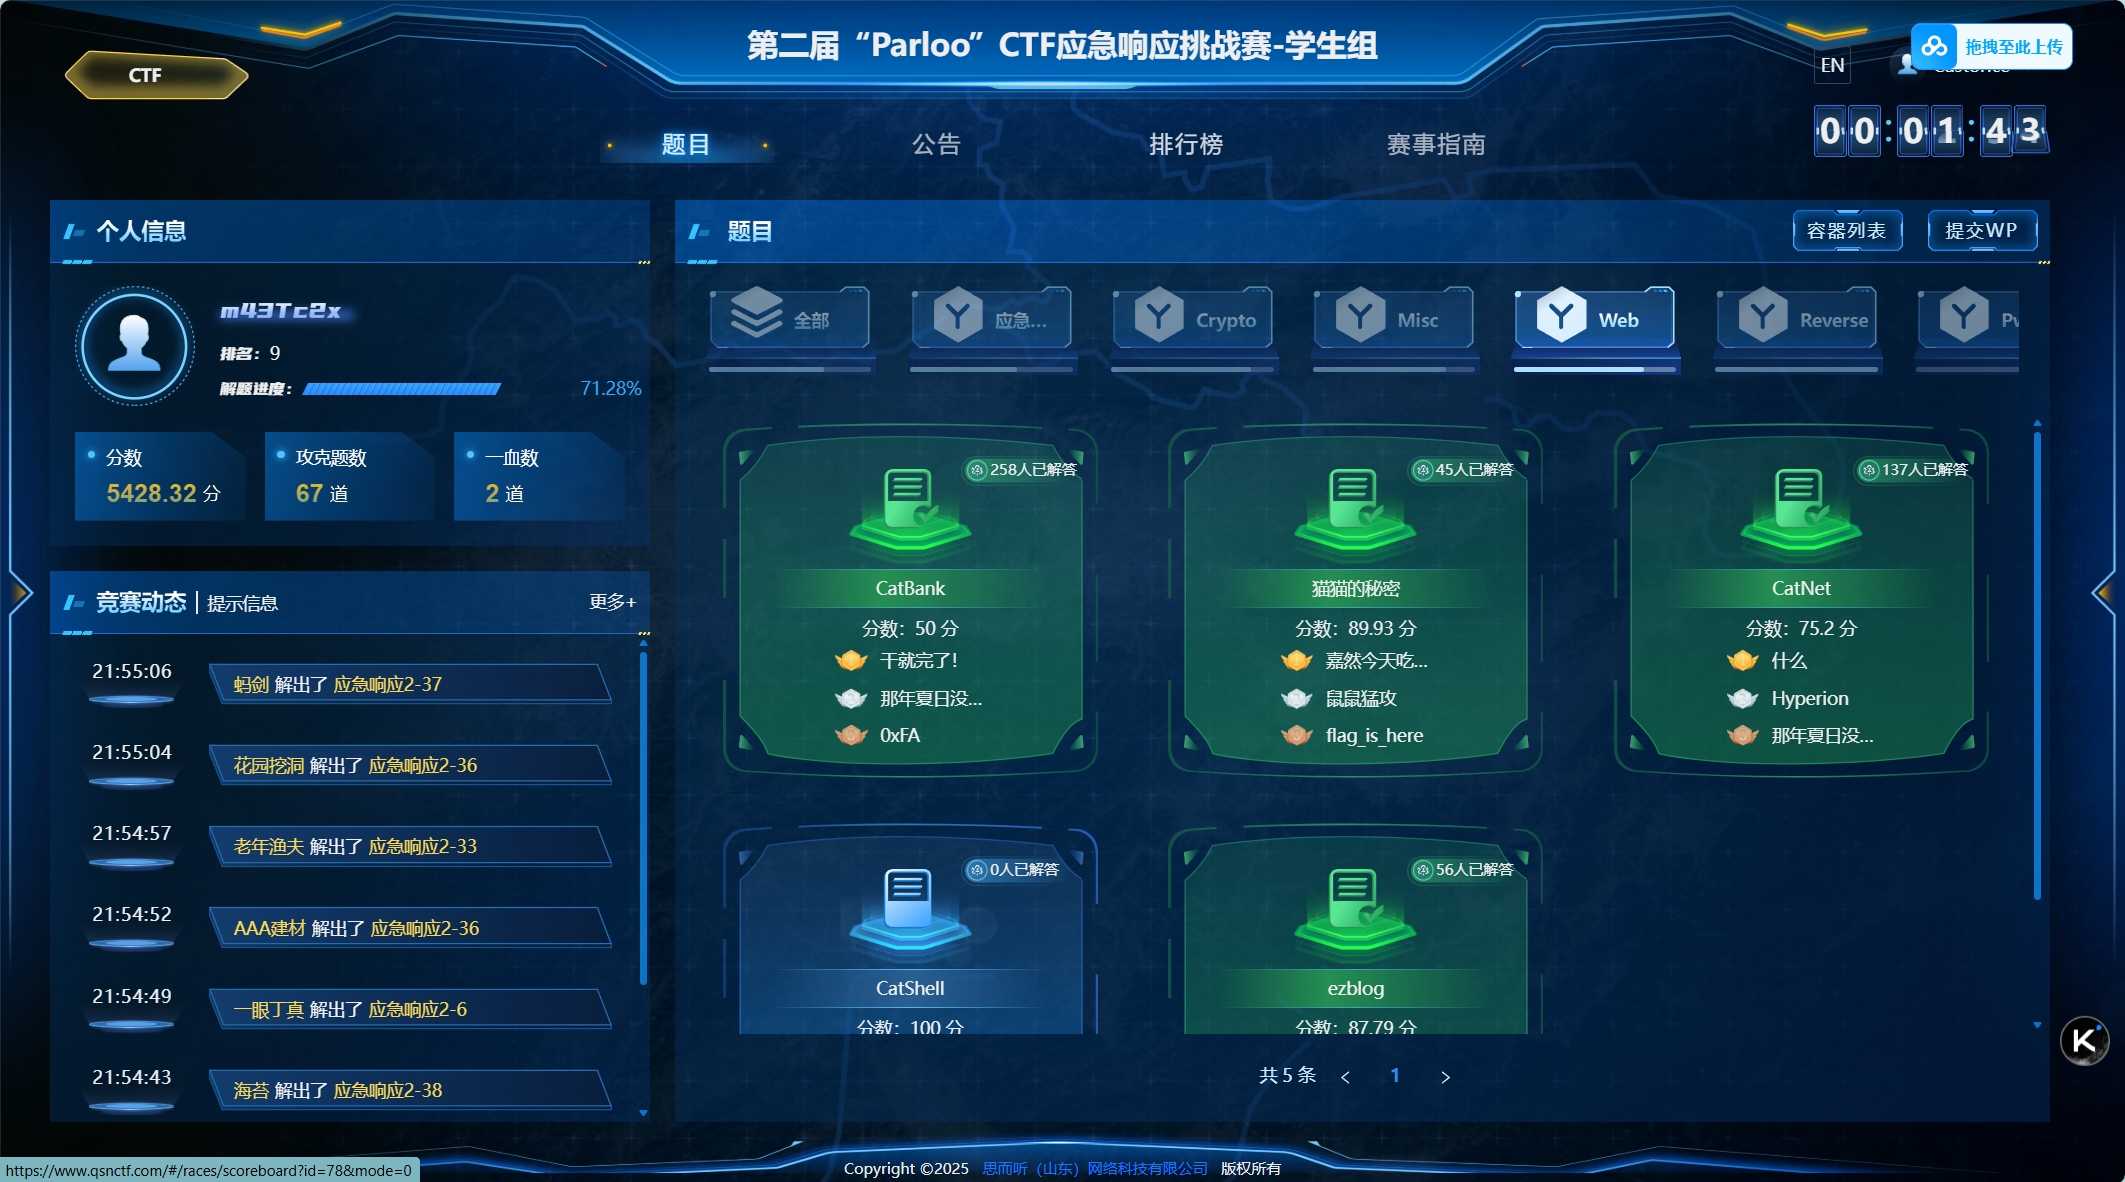 第二届“Parloo”CTF应急响应挑战赛-学生组
CTF
EN
拖拽至此上传
题目
公告
排行榜
赛事指南
00:01:43
个人信息
m43Tc2x
排名：9
解题进度：
71.28%
分数
5428.32 分
攻克题数
67 道
一血数
2 道
竞赛动态
提示信息
更多+
21:55:06
蚂剑 解出了 应急响应2-37
21:55:04
花园挖洞 解出了 应急响应2-36
21:54:57
老年渔夫 解出了 应急响应2-33
21:54:52
AAA建材 解出了 应急响应2-36
21:54:49
一眼丁真 解出了 应急响应2-6
21:54:43
海苔 解出了 应急响应2-38
题目
容器列表
提交WP
全部
应急...
Crypto
Misc
Web
Reverse
258人已解答
CatBank
分数：50 分
干就完了！
那年夏日没...
0xFA
45人已解答
猫猫的秘密
分数：89.93 分
嘉然今天吃...
鼠鼠猛攻
flag_is_here
137人已解答
CatNet
分数：75.2 分
什么
Hyperion
那年夏日没...
0人已解答
CatShell
分数：100 分
56人已解答
ezblog
分数：87.79 分
共 5 条
<
1
>
K
https://www.qsnctf.com/#/races/scoreboard?id=78&mode=0
Copyright ©2025 思而听（山东）网络科技有限公司 版权所有